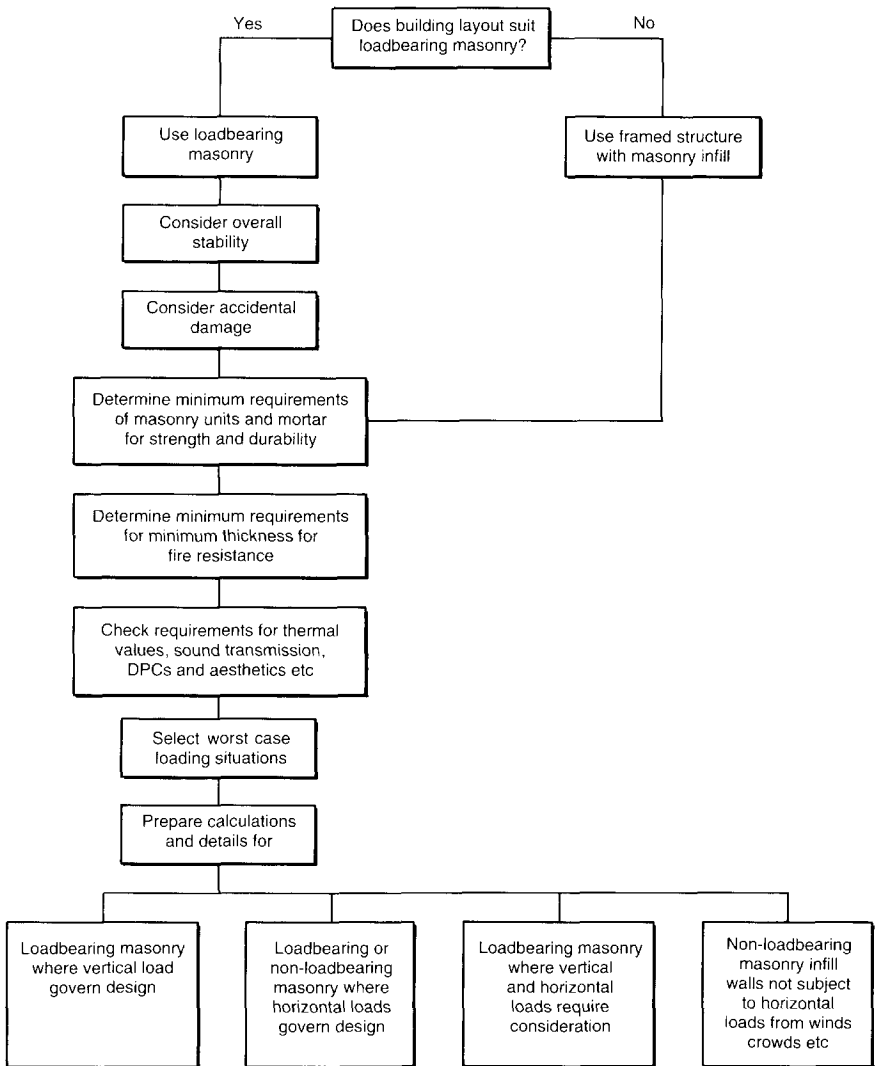 Yes
Does building layout suit
loadbearing masonry?
No
Use loadbearing
masonry
Use framed structure
with masonry infill
Consider overall
stability
Consider accidental
damage
Determine minimum requirements
of masonry units and mortar
for strength and durability
Determine minimum requirements
for minimum thickness for
fire resistance
Check requirements for thermal
values, sound transmission,
DPCs and aesthetics etc
Select worst case
loading situations
Prepare calculations
and details for
Loadbearing masonry
where vertical load
govern design
Loadbearing or
non-loadbearing
masonry where
horizontal loads
govern design
Loadbearing masonry
where vertical
and horizontal
loads require
consideration
Non-loadbearing
masonry infill
walls not subject
to horizontal
loads from winds
crowds etc